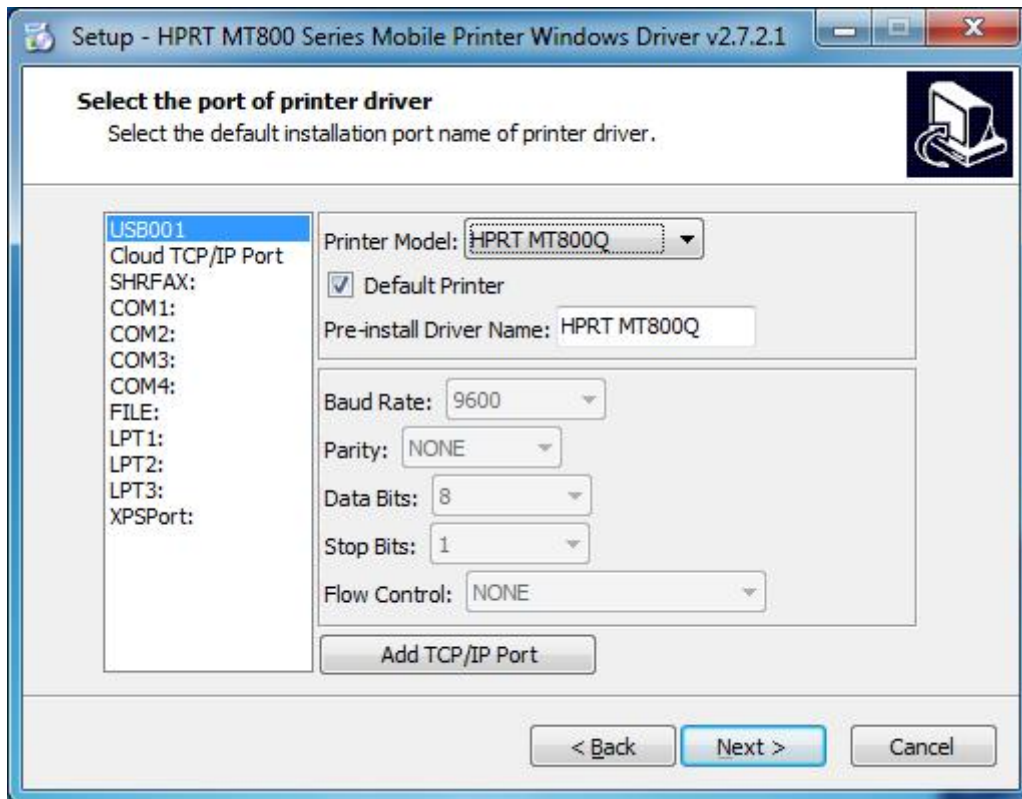 Setup - HPRT MT800 Series Mobile Printer Windows Driver v2.7.2.1
Select the port of printer driver
Select the default installation port name of printer driver.
USB001
Cloud TCP/IP Port
SHRFAX:
COM1:
COM2:
COM3:
COM4:
FILE:
LPT1:
LPT2:
LPT3:
XPSPort:
Printer Model: HPRT MT800Q
Default Printer
Pre-install Driver Name: HPRT MT800Q
Baud Rate: 9600
Parity: NONE
Data Bits: 8
Stop Bits: 1
Flow Control: NONE
Add TCP/IP Port
< Back Next > Cancel